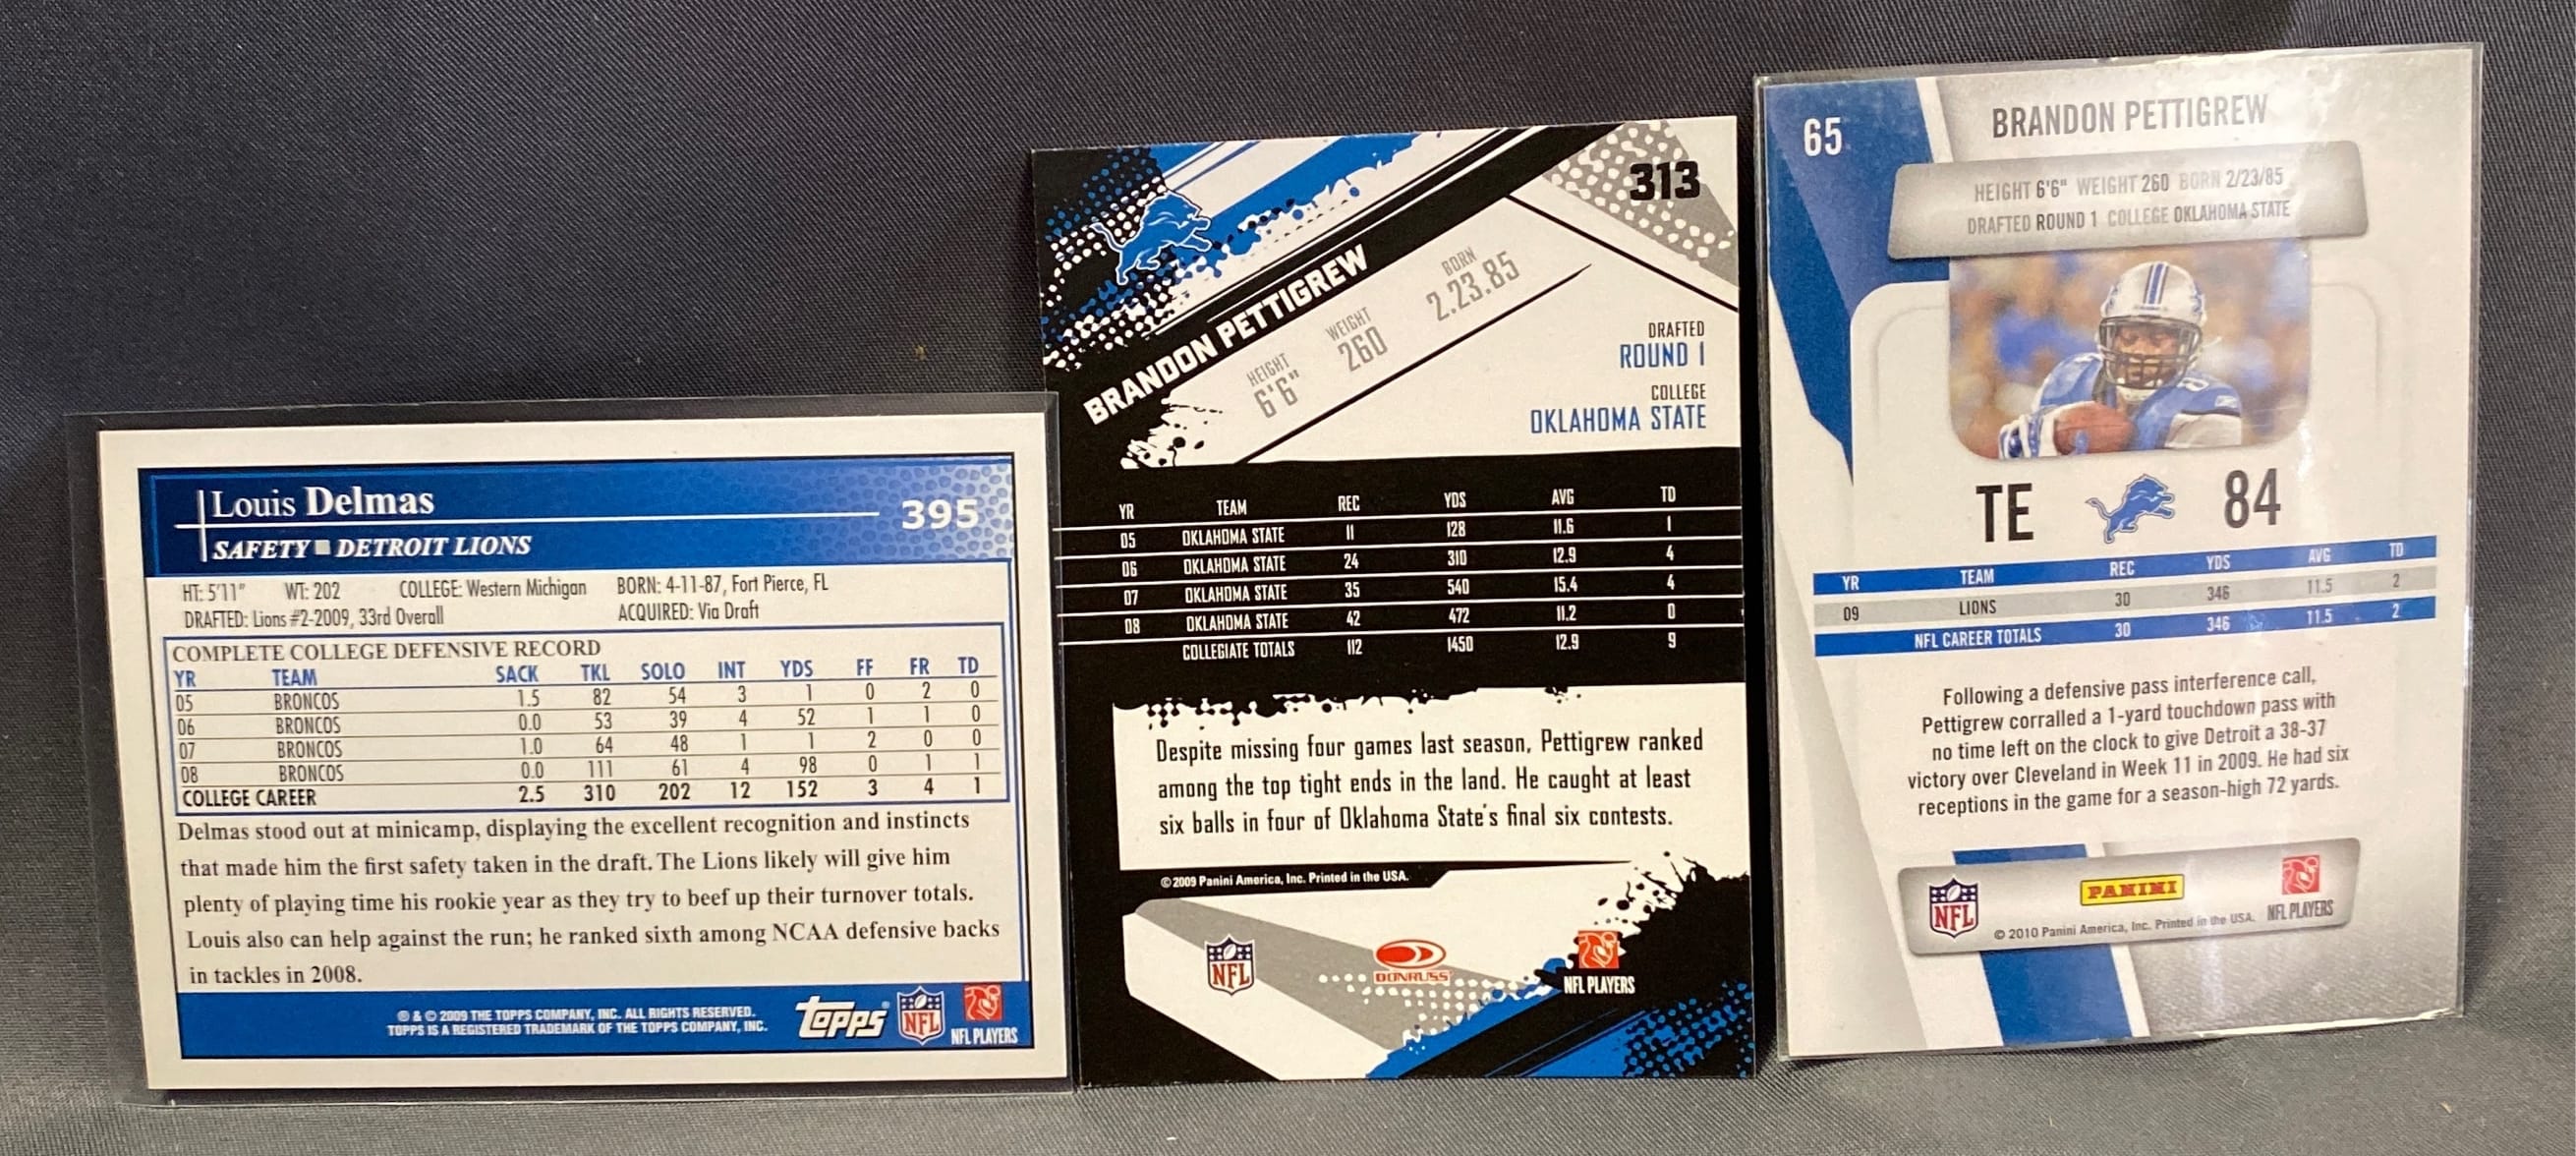 Louis Delmas
395
SAFETY ■ DETROIT LIONS
HT: 5'11" WT: 202 COLLEGE: Western Michigan BORN: 4-11-87, Fort Pierce, FL
DRAFTED: Lions #2-2009, 33rd Overall ACQUIRED: Via Draft
COMPLETE COLLEGE DEFENSIVE RECORD
YR TEAM SACK TKL SOLO INT YDS FF FR TD
05 BRONCOS 1.5 82 54 3 1 0 2 0
06 BRONCOS 0.0 53 39 4 52 1 1 0
07 BRONCOS 1.0 64 48 1 1 2 0 0
08 BRONCOS 0.0 111 61 4 98 0 1 1
COLLEGE CAREER 2.5 310 202 12 152 3 4 1
Delmas stood out at minicamp, displaying the excellent recognition and instincts
that made him the first safety taken in the draft. The Lions likely will give him
plenty of playing time his rookie year as they try to beef up their turnover totals.
Louis also can help against the run; he ranked sixth among NCAA defensive backs
in tackles in 2008.
® & © 2009 THE TOPPS COMPANY, INC. ALL RIGHTS RESERVED.
TOPPS IS A REGISTERED TRADEMARK OF THE TOPPS COMPANY, INC.
Topps® NFL NFL PLAYERS
313
BRANDON PETTIGREW
HEIGHT 6'6" WEIGHT 260 BORN 2.23.85
DRAFTED
ROUND 1
COLLEGE
OKLAHOMA STATE
YR TEAM REC YDS AVG TD
05 OKLAHOMA STATE 11 128 11.6 1
06 OKLAHOMA STATE 24 310 12.9 4
07 OKLAHOMA STATE 35 540 15.4 4
08 OKLAHOMA STATE 42 472 11.2 0
COLLEGIATE TOTALS 112 1450 12.9 9
Despite missing four games last season, Pettigrew ranked
among the top tight ends in the land. He caught at least
six balls in four of Oklahoma State's final six contests.
©2009 Panini America, Inc. Printed in the USA.
NFL DONRUSS NFL PLAYERS
65
BRANDON PETTIGREW
HEIGHT 6'6" WEIGHT 260 BORN 2/23/85
DRAFTED ROUND 1 COLLEGE OKLAHOMA STATE
TE 84
YR TEAM REC YDS AVG TD
09 LIONS 30 346 11.5 2
NFL CAREER TOTALS 30 346 11.5 2
Following a defensive pass interference call,
Pettigrew corralled a 1-yard touchdown pass with
no time left on the clock to give Detroit a 38-37
victory over Cleveland in Week 11 in 2009. He had six
receptions in the game for a season-high 72 yards.
NFL PANINI NFL PLAYERS
© 2010 Panini America, Inc. Printed in the USA.